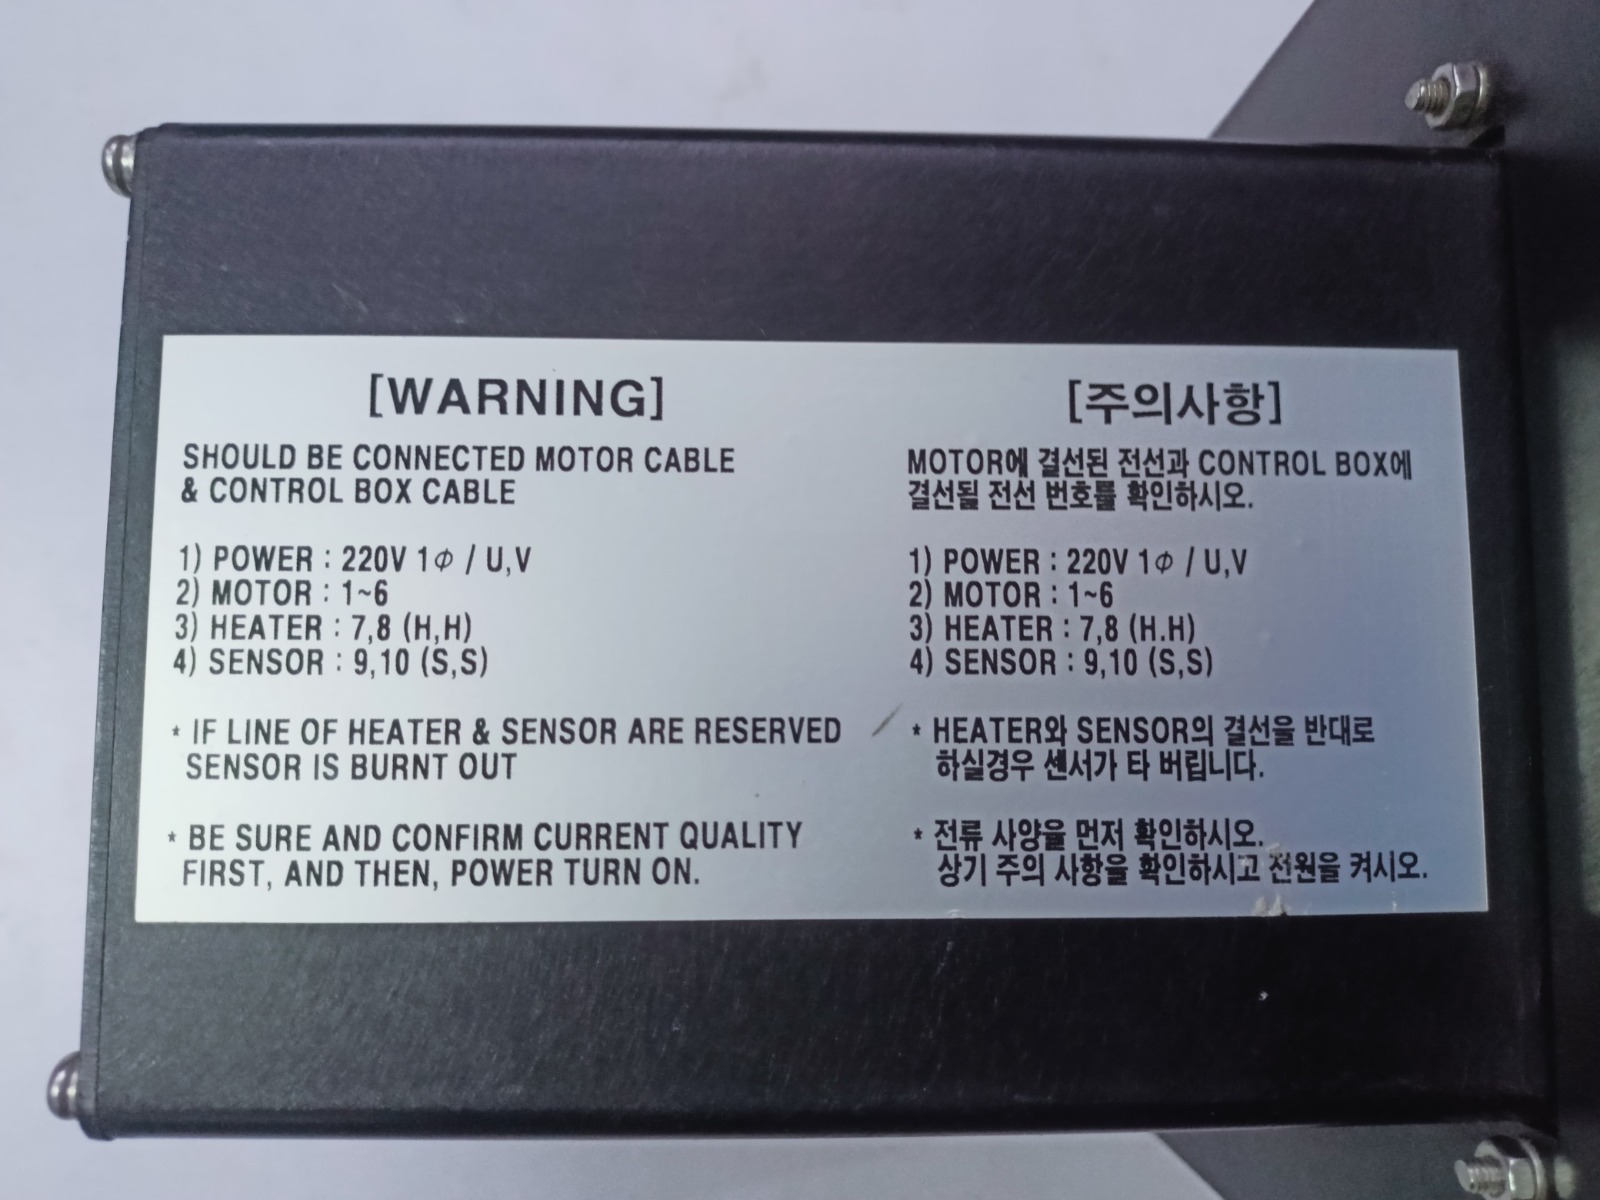 [WARNING]
SHOULD BE CONNECTED MOTOR CABLE
& CONTROL BOX CABLE
1) POWER : 220V 1Φ / U,V
2) MOTOR : 1~6
3) HEATER : 7,8 (H,H)
4) SENSOR : 9,10 (S,S)
* IF LINE OF HEATER & SENSOR ARE RESERVED
SENSOR IS BURNT OUT
* BE SURE AND CONFIRM CURRENT QUALITY
FIRST, AND THEN, POWER TURN ON.
[주의사항]
MOTOR에 결선된 전선과 CONTROL BOX에
결선될 전선 번호를 확인하시오.
1) POWER : 220V 1Φ / U,V
2) MOTOR : 1~6
3) HEATER : 7,8 (H.H)
4) SENSOR : 9,10 (S,S)
* HEATER와 SENSOR의 결선을 반대로
하실경우 센서가 타 버립니다.
* 전류 사양을 먼저 확인하시오.
상기 주의 사항을 확인하시고 전원을 켜시오.